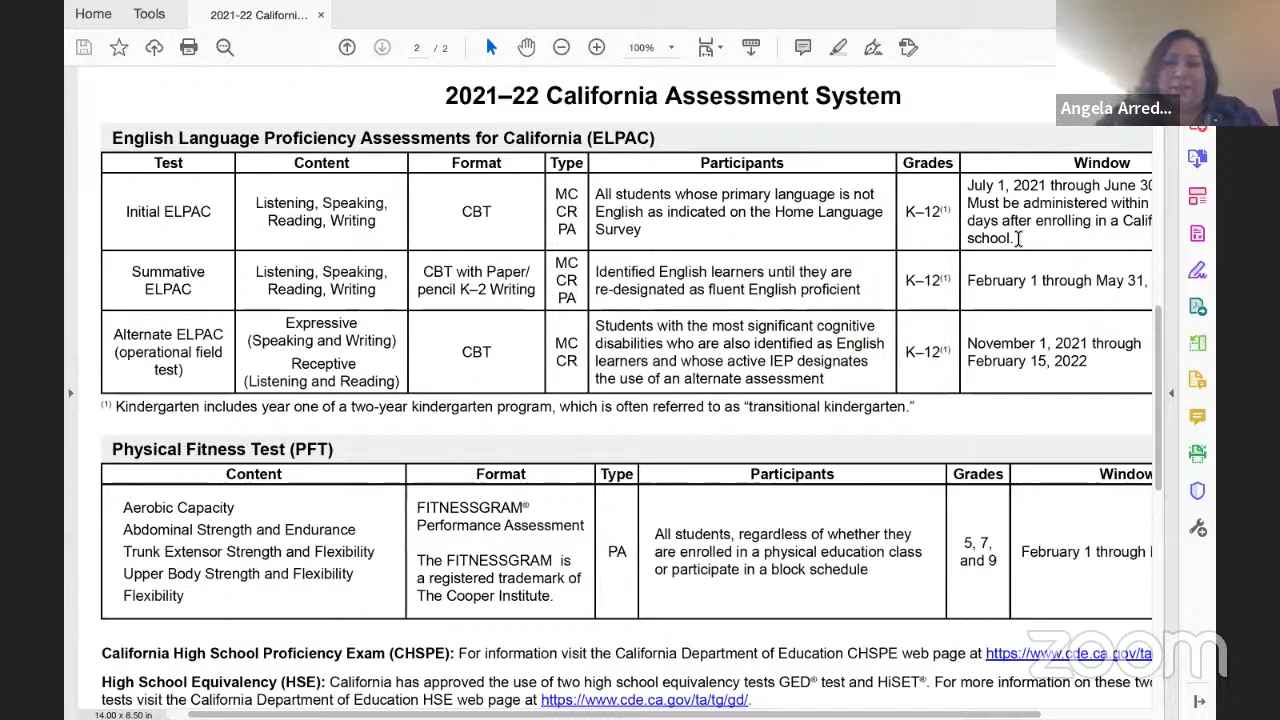 Home Tools 2021-22 Californi... ×
2 / 2 100%
Angela Arred...
2021–22 California Assessment System
English Language Proficiency Assessments for California (ELPAC)
Test Content Format Type Participants Grades Window
Initial ELPAC
Listening, Speaking,
Reading, Writing
CBT
MC
CR
PA
All students whose primary language is not
English as indicated on the Home Language
Survey
K–12(1)
July 1, 2021 through June 30
Must be administered within
days after enrolling in a Calif
school.
Summative
ELPAC
Listening, Speaking,
Reading, Writing
CBT with Paper/
pencil K–2 Writing
MC
CR
PA
Identified English learners until they are
re-designated as fluent English proficient
K–12(1)
February 1 through May 31,
Alternate ELPAC
(operational field
test)
Expressive
(Speaking and Writing)
Receptive
(Listening and Reading)
CBT
MC
CR
Students with the most significant cognitive
disabilities who are also identified as English
learners and whose active IEP designates
the use of an alternate assessment
K–12(1)
November 1, 2021 through
February 15, 2022
(1) Kindergarten includes year one of a two-year kindergarten program, which is often referred to as “transitional kindergarten.”
Physical Fitness Test (PFT)
Content Format Type Participants Grades Window
Aerobic Capacity
Abdominal Strength and Endurance
Trunk Extensor Strength and Flexibility
Upper Body Strength and Flexibility
Flexibility
FITNESSGRAM®
Performance Assessment
The FITNESSGRAM is
a registered trademark of
The Cooper Institute.
PA
All students, regardless of whether they
are enrolled in a physical education class
or participate in a block schedule
5, 7,
and 9
February 1 through
California High School Proficiency Exam (CHSPE): For information visit the California Department of Education CHSPE web page at https://www.cde.ca.gov/ta
High School Equivalency (HSE): California has approved the use of two high school equivalency tests GED® test and HiSET®. For more information on these two
tests visit the California Department of Education HSE web page at https://www.cde.ca.gov/ta/tg/gd/.
14.00 x 8.50 in
zoom